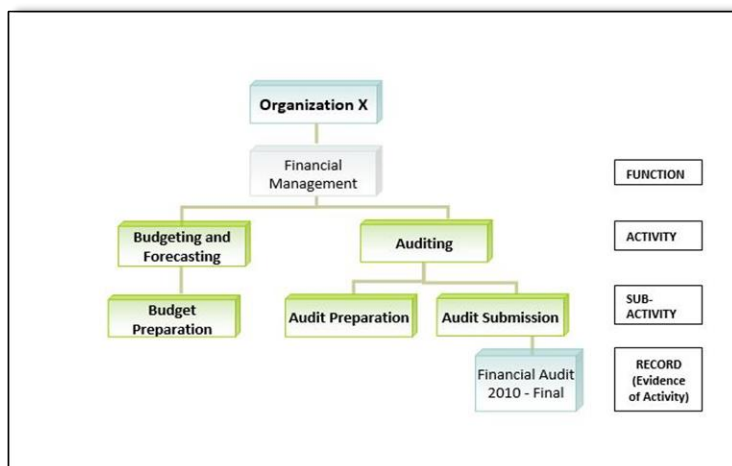 Organization X
Financial
Management
FUNCTION
Budgeting and
Forecasting
Auditing
ACTIVITY
Budget
Preparation
Audit Preparation
Audit Submission
SUB-
ACTIVITY
Financial Audit
2010 - Final
RECORD
(Evidence
of Activity)